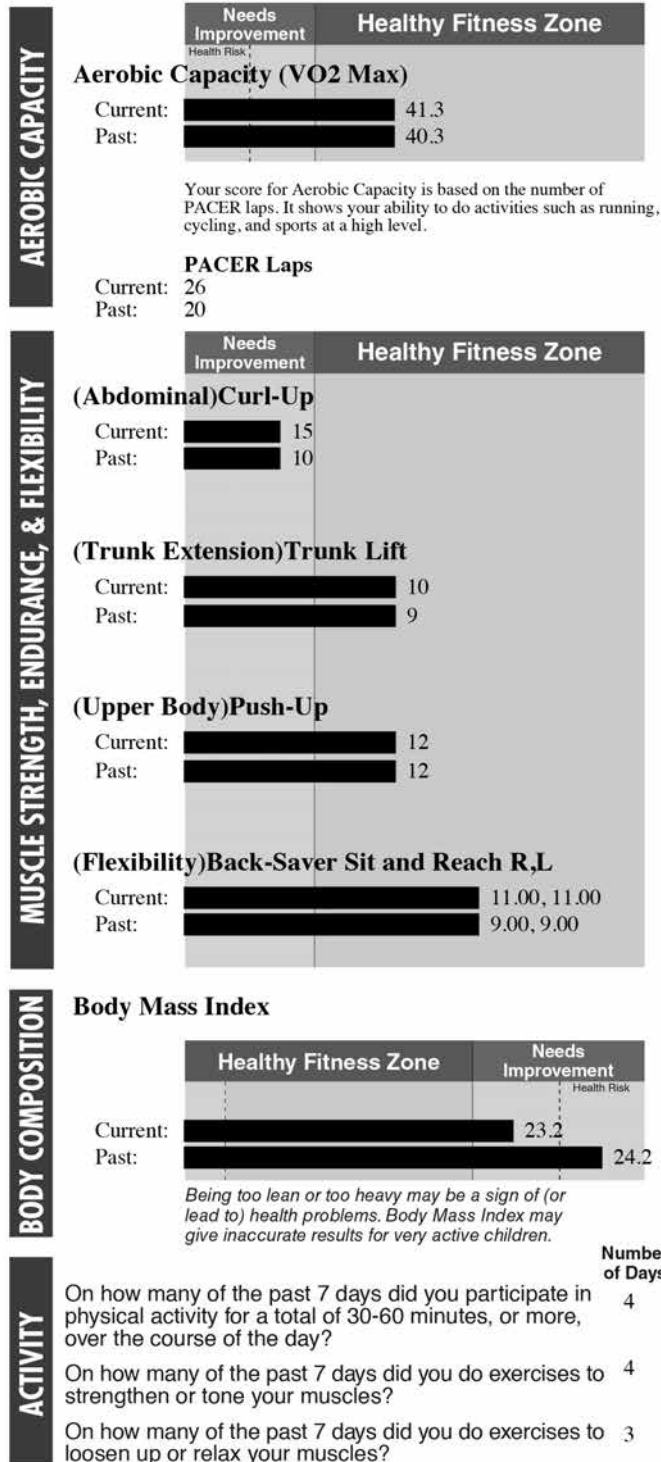 AEROBIC CAPACITY
Needs
Improvement
Healthy Fitness Zone
Health Risk
Aerobic Capacity (VO2 Max)
Current: 41.3
Past: 40.3
Your score for Aerobic Capacity is based on the number of
PACER laps. It shows your ability to do activities such as running,
cycling, and sports at a high level.
PACER Laps
Current: 26
Past: 20
MUSCLE STRENGTH, ENDURANCE, & FLEXIBILITY
Needs
Improvement
Healthy Fitness Zone
(Abdominal)Curl-Up
Current: 15
Past: 10
(Trunk Extension)Trunk Lift
Current: 10
Past: 9
(Upper Body)Push-Up
Current: 12
Past: 12
(Flexibility)Back-Saver Sit and Reach R,L
Current: 11.00, 11.00
Past: 9.00, 9.00
BODY COMPOSITION
Body Mass Index
Healthy Fitness Zone
Needs
Improvement
Health Risk
Current: 23.2
Past: 24.2
Being too lean or too heavy may be a sign of (or
lead to) health problems. Body Mass Index may
give inaccurate results for very active children.
ACTIVITY
Number
of Days
On how many of the past 7 days did you participate in 4
physical activity for a total of 30-60 minutes, or more,
over the course of the day?
On how many of the past 7 days did you do exercises to 4
strengthen or tone your muscles?
On how many of the past 7 days did you do exercises to 3
loosen up or relax your muscles?